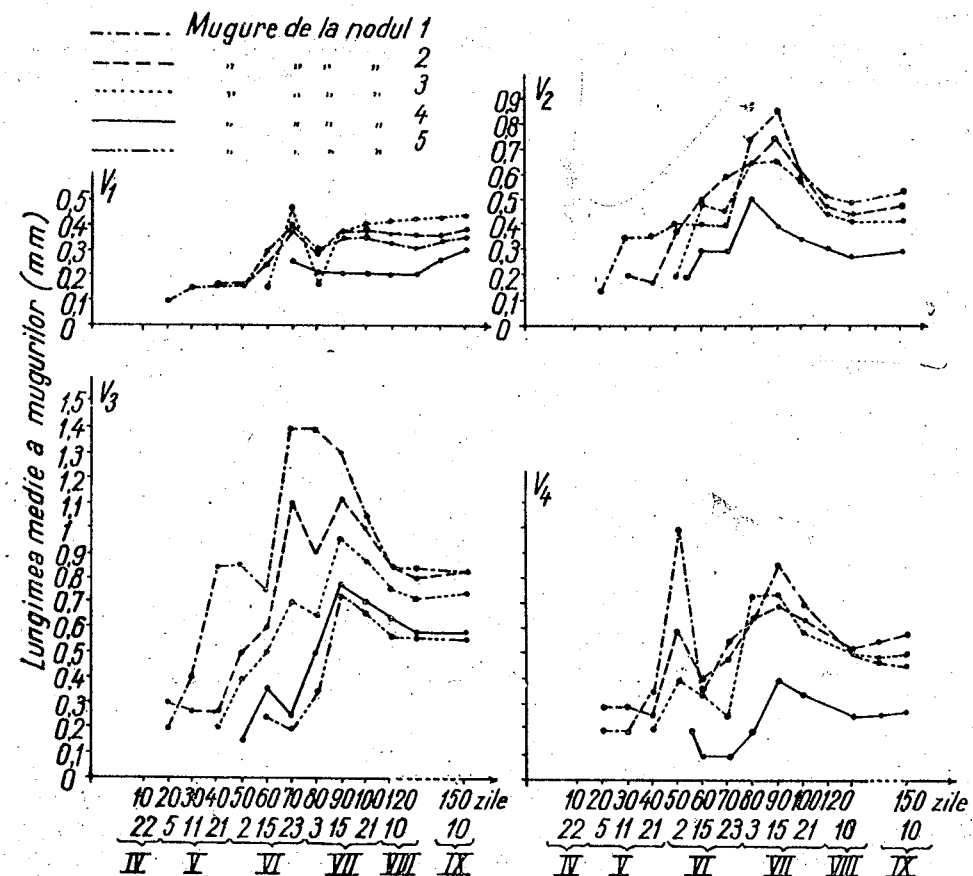 Mugure de la nodul 1
" " " " 2
" " " " 3
" " " " 4
" " " " 5
Lungimea medie a mugurilor (mm)
V1
0,5
0,4
0,3
0,2
0,1
0
V2
0,9
0,8
0,7
0,6
0,5
0,4
0,3
0,2
0,1
0
V3
1,5
1,4
1,3
1,2
1,1
1
0,9
0,8
0,7
0,6
0,5
0,4
0,3
0,2
0,1
0
V4
10 20 30 40 50 60 70 80 90 100 120 150 zile
22 5 11 21 2 15 23 3 15 21 10 10
IV V VI VII VIII IX
10 20 30 40 50 60 70 80 90 100 120 150 zile
22 5 11 21 2 15 23 3 15 21 10 10
IV V VI VII VIII IX